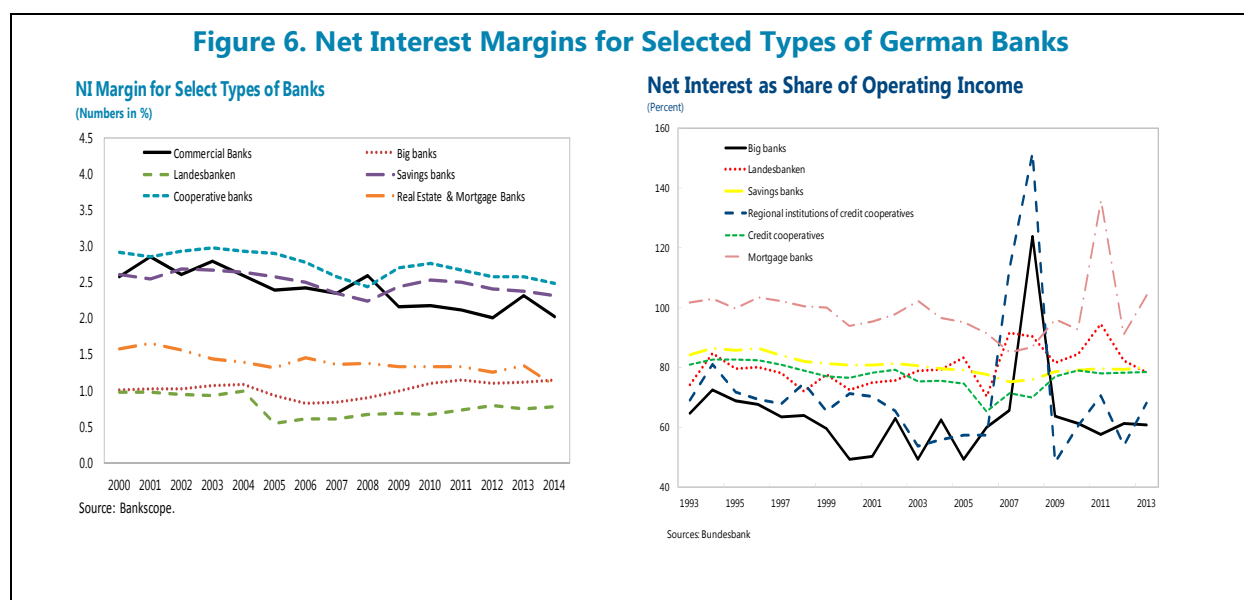 Figure 6. Net Interest Margins for Selected Types of German Banks
NI Margin for Select Types of Banks
(Numbers in %)
4.5
4.0
3.5
3.0
2.5
2.0
1.5
1.0
0.5
0.0
Commercial Banks
Big banks
Landesbanken
Savings banks
Cooperative banks
Real Estate & Mortgage Banks
2000 2001 2002 2003 2004 2005 2006 2007 2008 2009 2010 2011 2012 2013 2014
Source: Bankscope.
Net Interest as Share of Operating Income
(Percent)
160
140
120
100
80
60
40
Big banks
Landesbanken
Savings banks
Regional institutions of credit cooperatives
Credit cooperatives
Mortgage banks
1993 1995 1997 1999 2001 2003 2005 2007 2009 2011 2013
Sources: Bundesbank